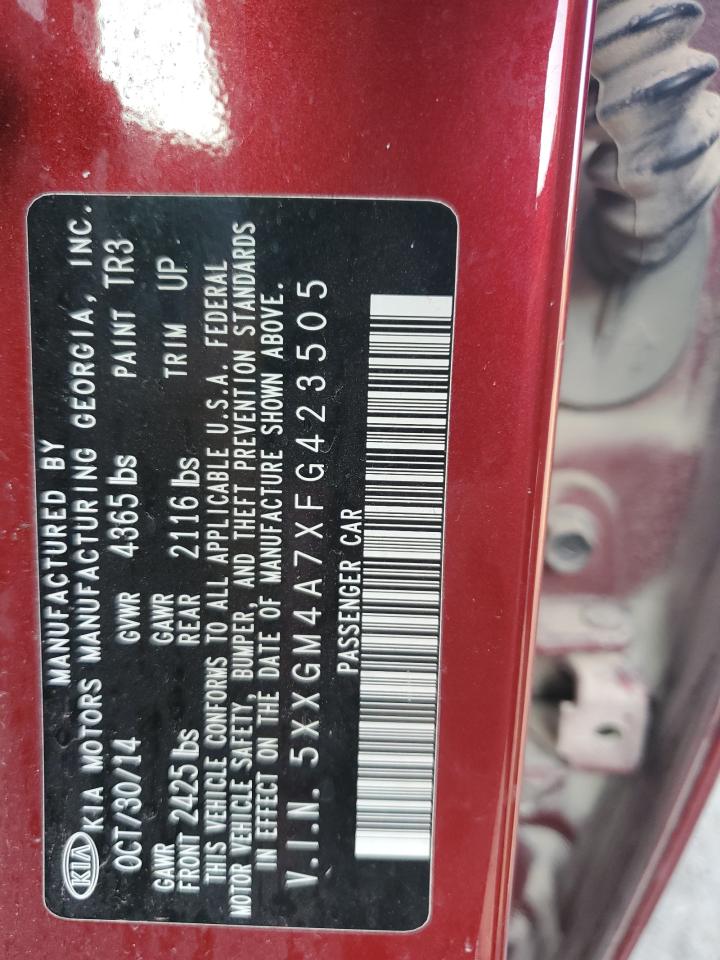 MANUFACTURED BY
KIA KIA MOTORS MANUFACTURING GEORGIA, INC.
OCT/30/14 GVWR 4365 lbs PAINT TR3
GAWR FRONT 2425 lbs GAWR REAR 2116 lbs TRIM UP
THIS VEHICLE CONFORMS TO ALL APPLICABLE U.S.A. FEDERAL
MOTOR VEHICLE SAFETY, BUMPER, AND THEFT PREVENTION STANDARDS
IN EFFECT ON THE DATE OF MANUFACTURE SHOWN ABOVE.
V.I.N. 5XXGM4A7XFG423505
PASSENGER CAR